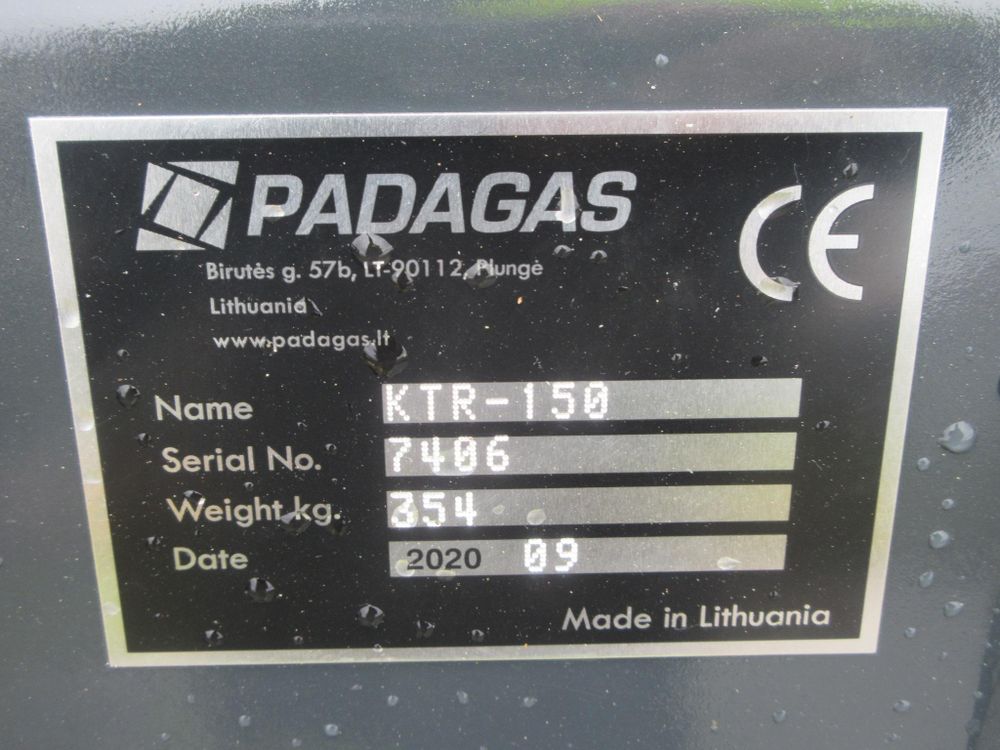 PADAGAS
CE
Birutės g. 57b, LT-90112, Plungė
Lithuania
www.padagas.lt
Name KTR-150
Serial No. 7406
Weight kg. 354
Date 2020 09
Made in Lithuania